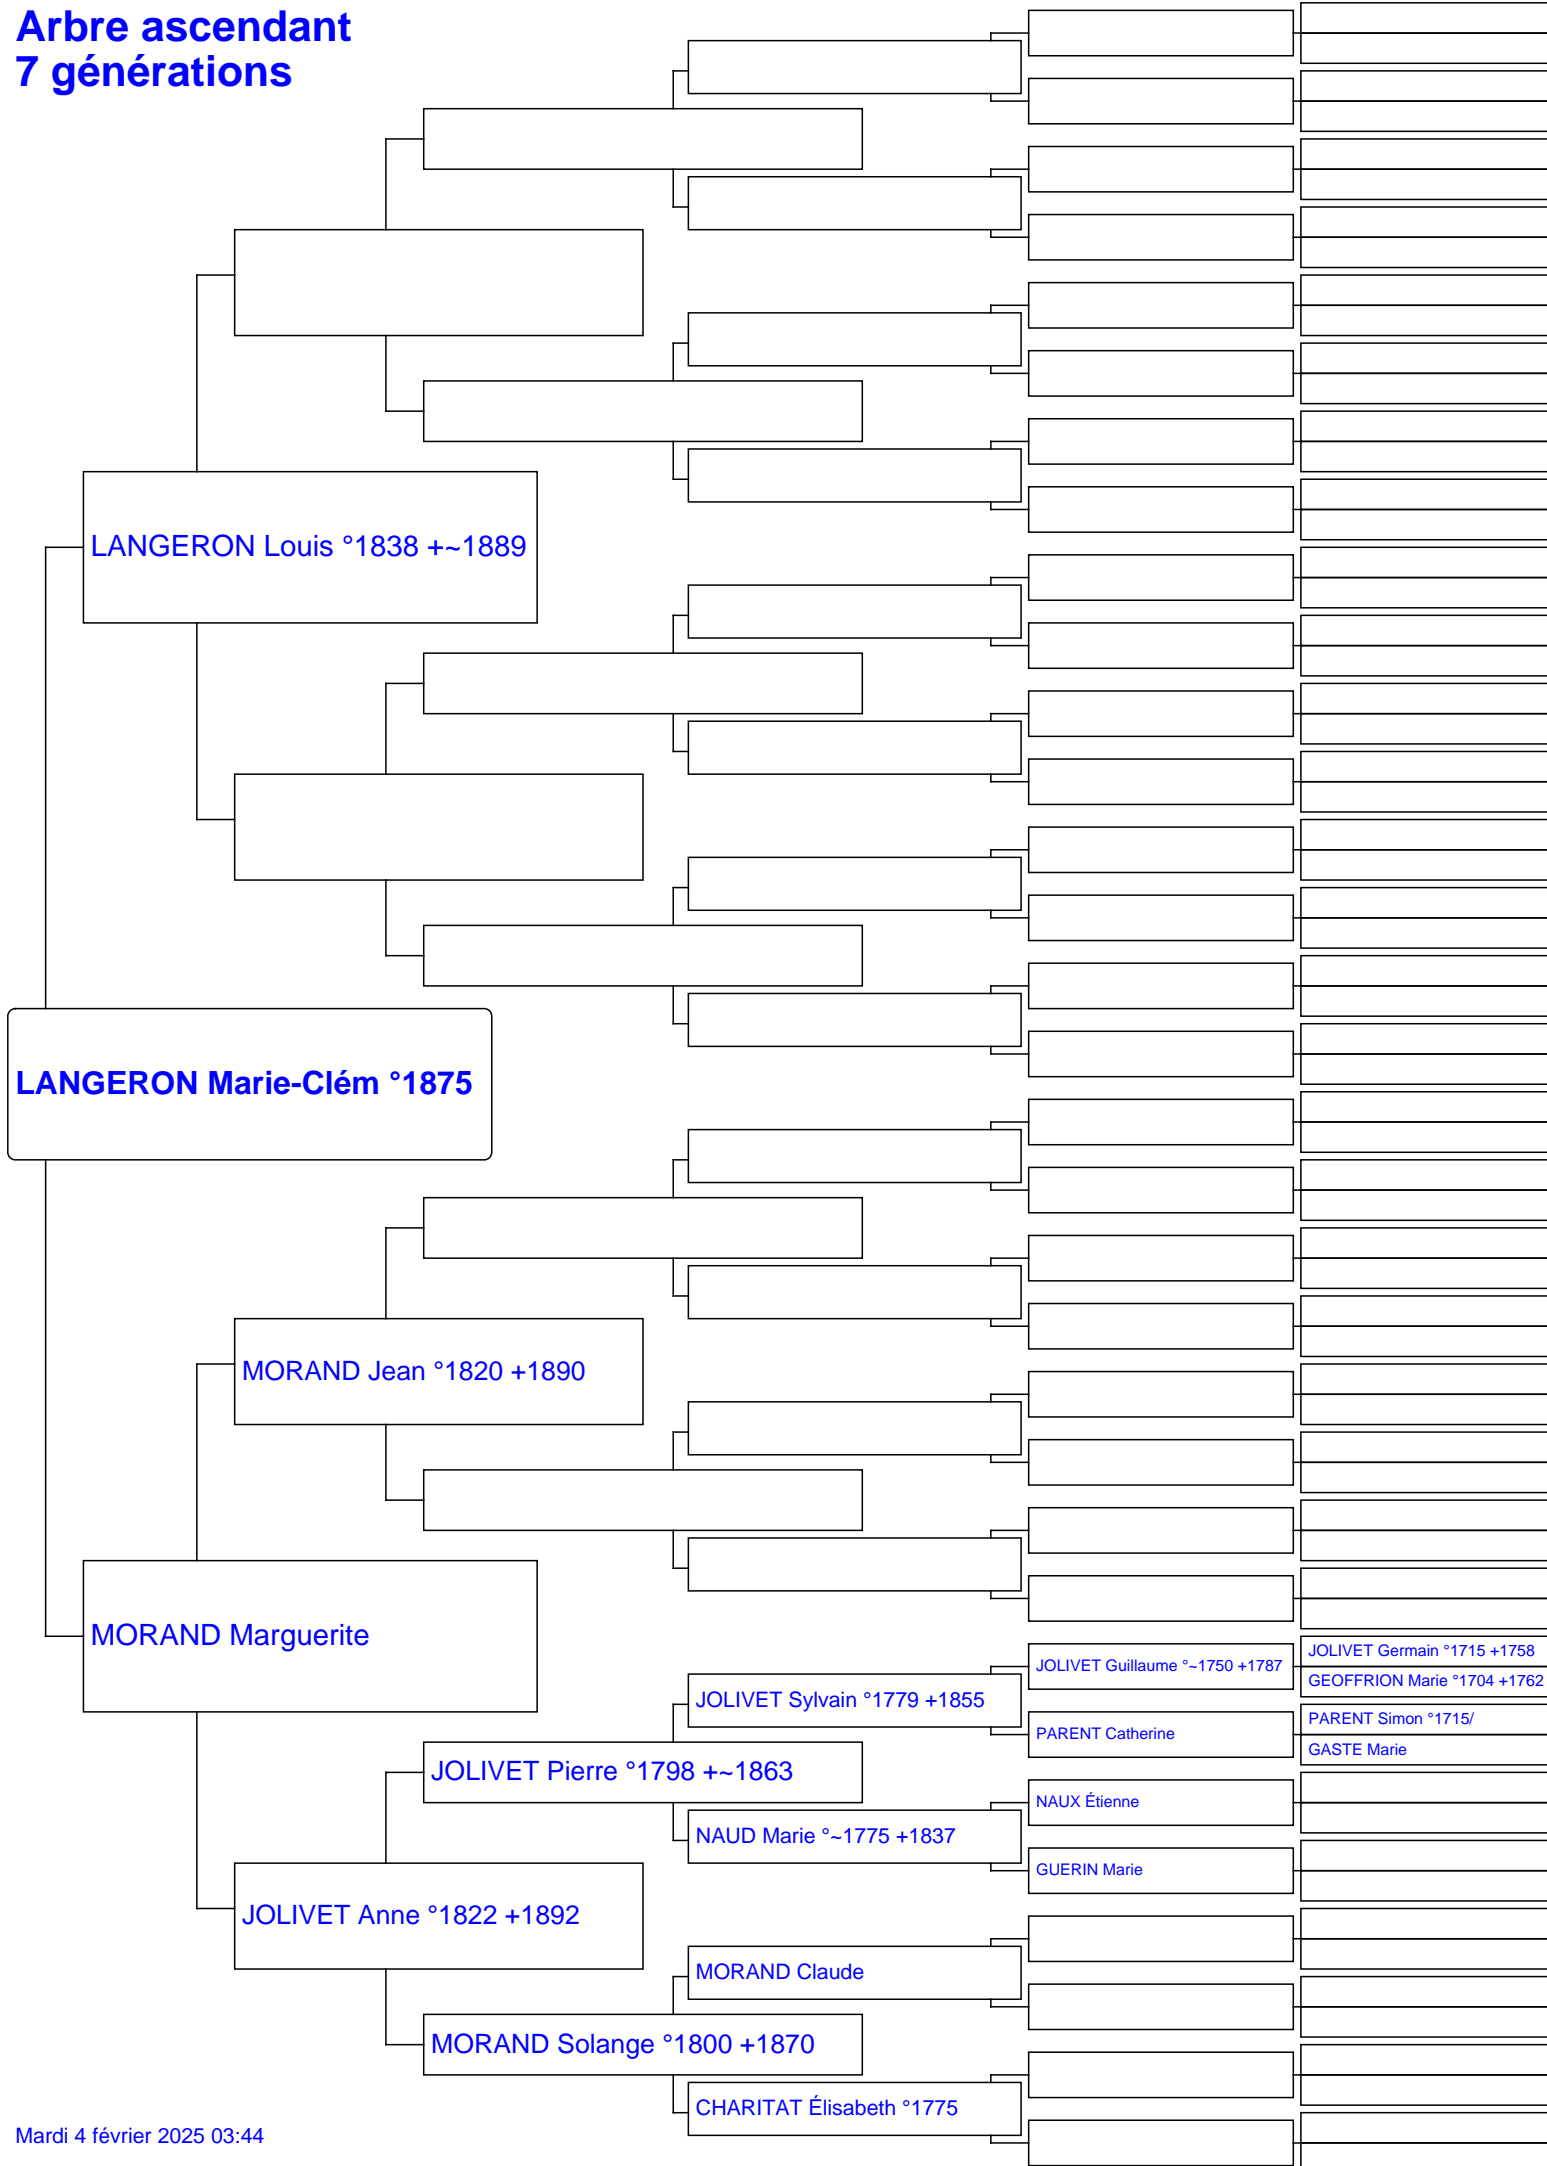 Arbre ascendant
7 générations
LANGERON Louis °1838 +~1889
LANGERON Marie-Clém °1875
MORAND Jean °1820 +1890
MORAND Marguerite
JOLIVET Guillaume °~1750 +1787
JOLIVET Germain °1715 +1758
GEOFFRION Marie °1704 +1762
JOLIVET Sylvain °1779 +1855
PARENT Catherine
PARENT Simon °1715/
GASTE Marie
JOLIVET Pierre °1798 +~1863
NAUX Étienne
NAUD Marie °~1775 +1837
GUERIN Marie
JOLIVET Anne °1822 +1892
MORAND Claude
MORAND Solange °1800 +1870
CHARITAT Élisabeth °1775
Mardi 4 février 2025 03:44